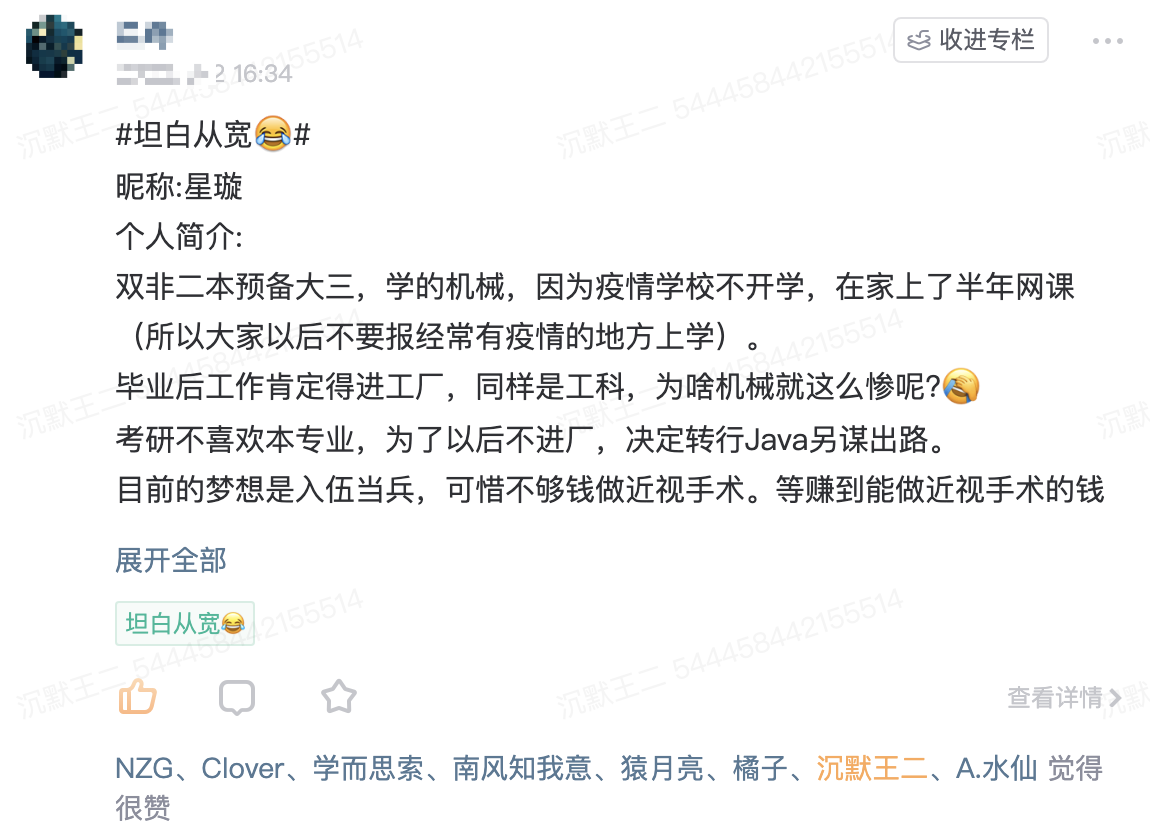 收进专栏
2 16:34
#坦白从宽😂#
昵称:星璇
个人简介:
双非二本预备大三，学的机械，因为疫情学校不开学，在家上了半年网课
（所以大家以后不要报经常有疫情的地方上学）。
毕业后工作肯定得进工厂，同样是工科，为啥机械就这么惨呢?🤦
考研不喜欢本专业，为了以后不进厂，决定转行Java另谋出路。
目前的梦想是入伍当兵，可惜不够钱做近视手术。等赚到能做近视手术的钱
展开全部
坦白从宽😂
查看详情
NZG、Clover、学而思索、南风知我意、猿月亮、橘子、沉默王二、A.水仙 觉得
很赞
沉默王二 544458442155514